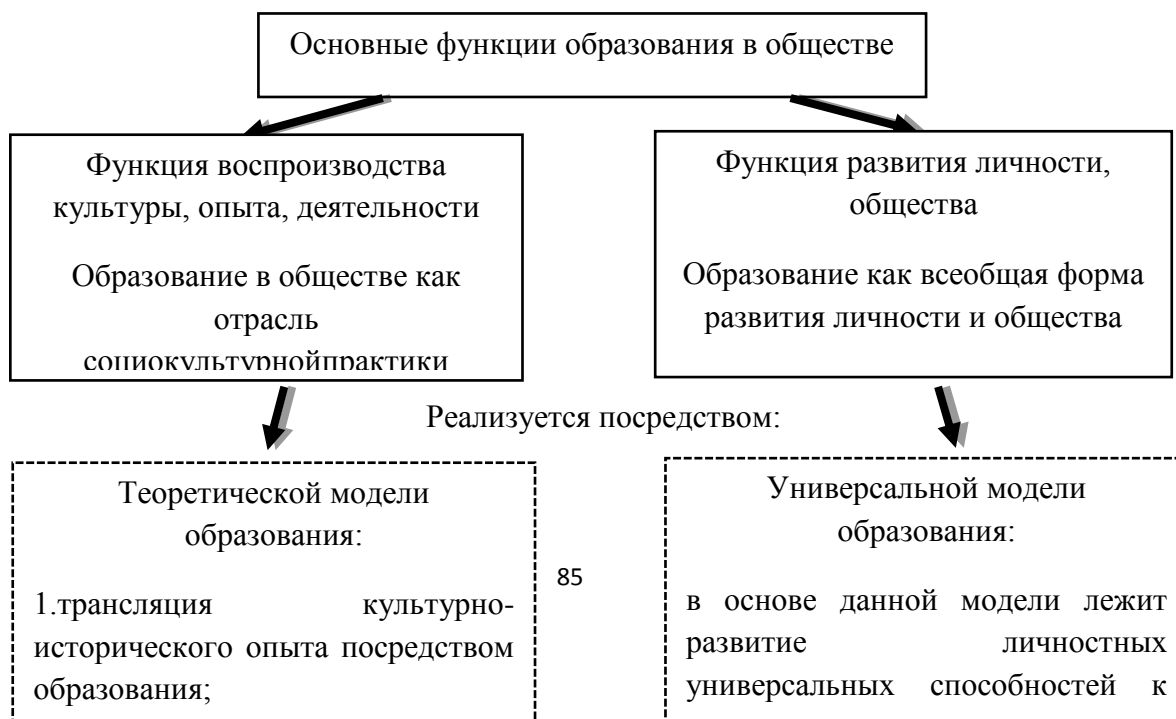 Основные функции образования в обществе
Функция воспроизводства
культуры, опыта, деятельности
Образование в обществе как
отрасль
социокультурнойпрактики
Функция развития личности,
общества
Образование как всеобщая форма
развития личности и общества
Реализуется посредством:
Теоретической модели
образования:
1.трансляция культурно-
исторического опыта посредством
образования;
Универсальной модели
образования:
в основе данной модели лежит
развитие личностных
универсальных способностей к
85